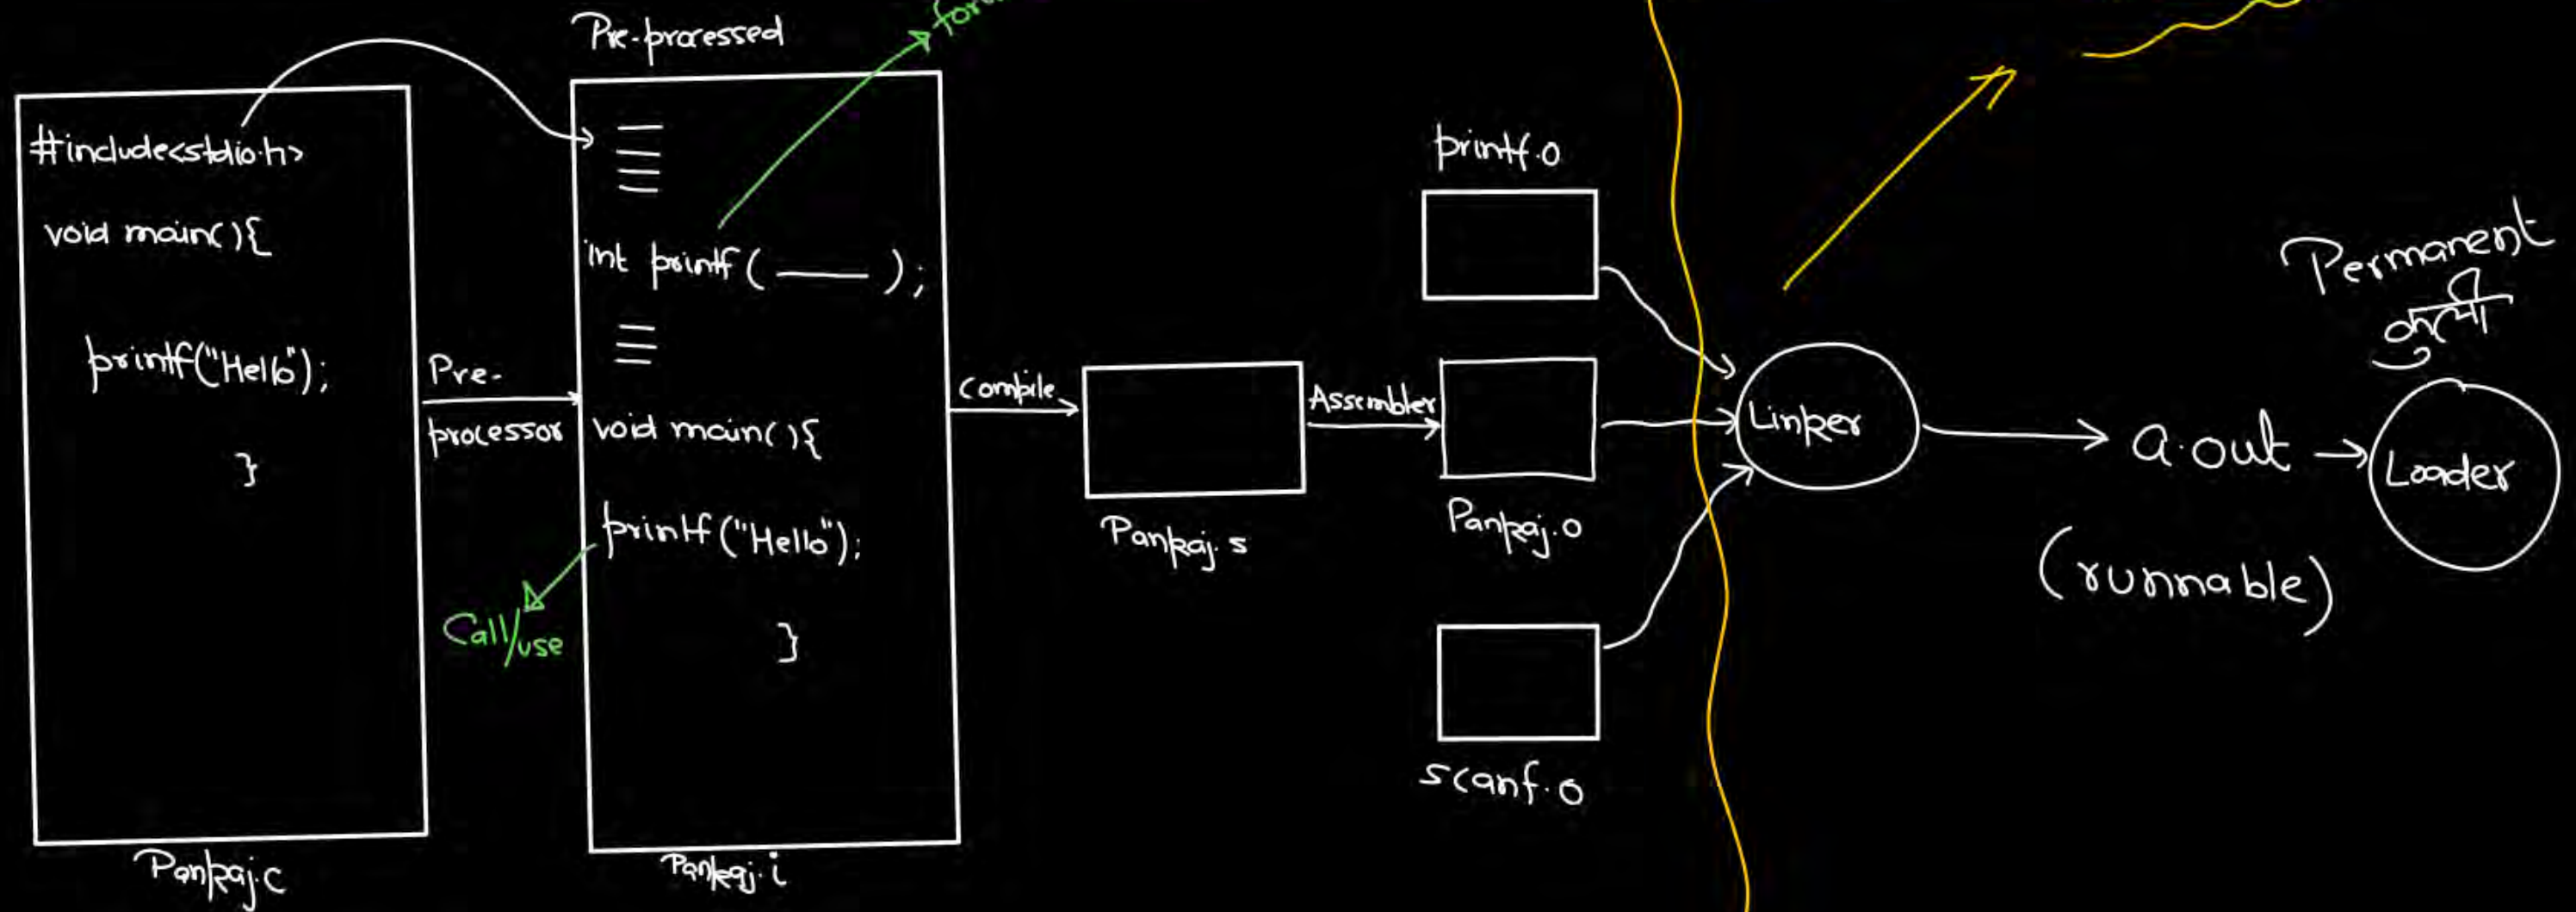 Pre-processed
#include<stdio.h>
void main(){
printf("Hello");
}
Pankaj.c
Pre-
processor
int printf( ―― );
void main(){
printf("Hello");
}
Call/use
Pankaj.i
Compile
Pankaj.s
Assembler
printf.o
Pankaj.o
scanf.o
Linker
a.out
(runnable)
Permanent
Loader